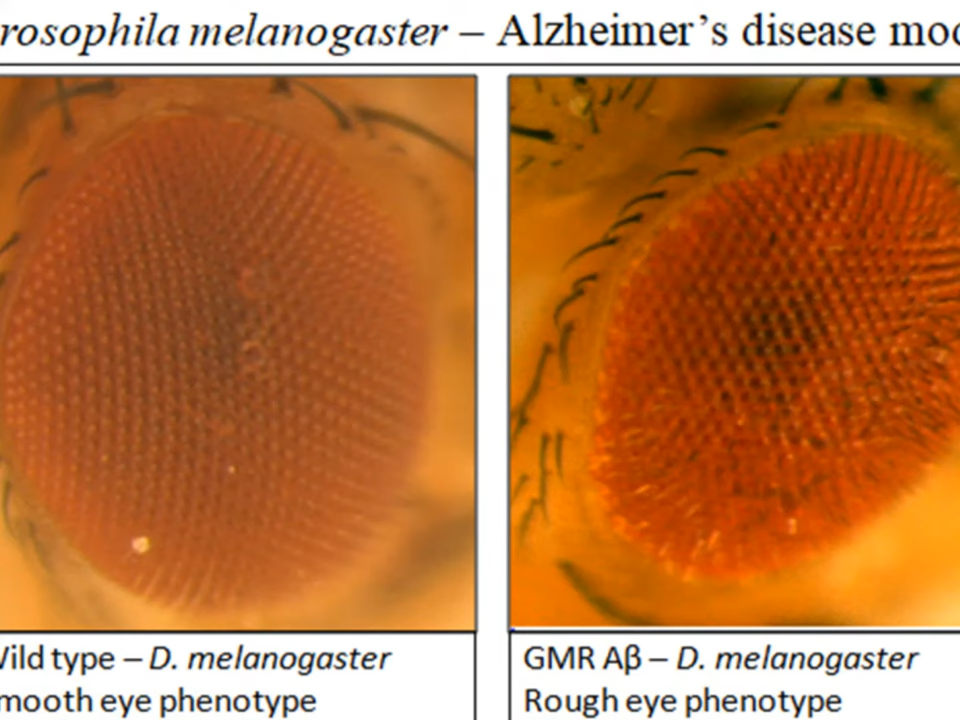 rosophila melanogaster – Alzheimer's disease mod
Wild type – D. melanogaster
mooth eye phenotype
GMR Aβ – D. melanogaster
Rough eye phenotype